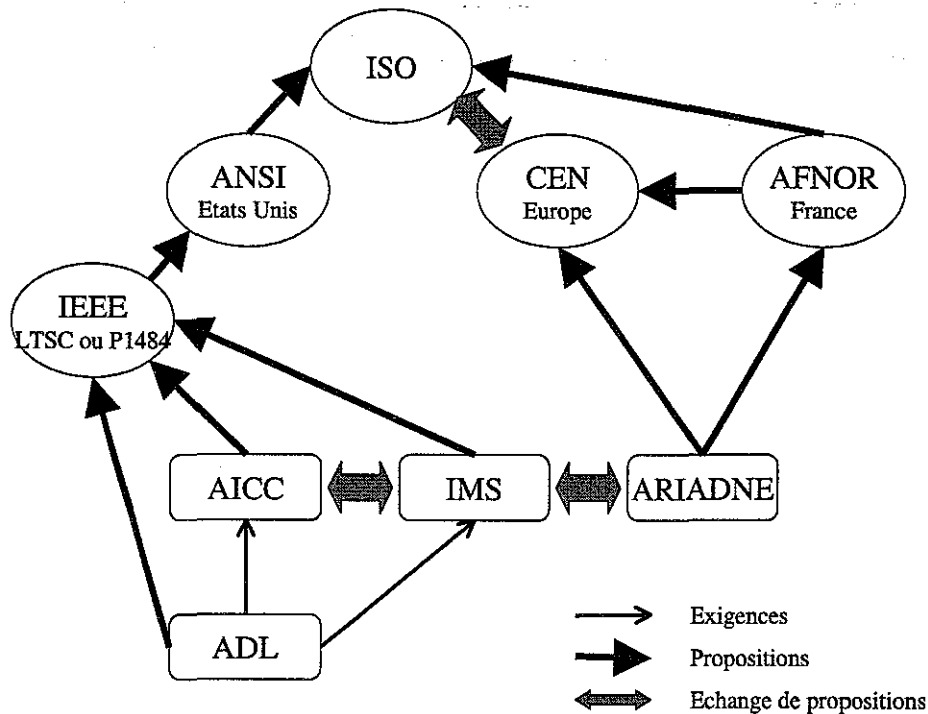 ISO
ANSI
Etats Unis
CEN
Europe
AFNOR
France
IEEE
LTSC ou P1484
AICC
IMS
ARIADNE
ADL
Exigences
Propositions
Echange de propositions